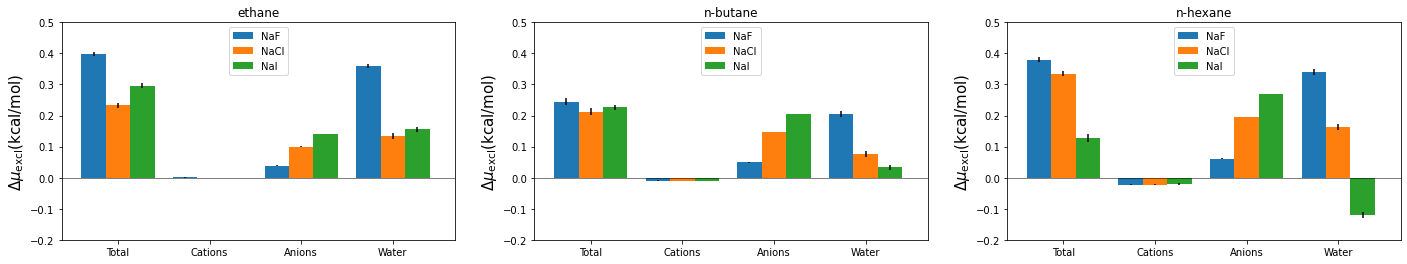 ethane
NaF
NaCl
NaI
Δμexcl(kcal/mol)
0.5
0.4
0.3
0.2
0.1
0.0
−0.1
−0.2
Total Cations Anions Water
n-butane
NaF
NaCl
NaI
Δμexcl(kcal/mol)
0.5
0.4
0.3
0.2
0.1
0.0
−0.1
−0.2
Total Cations Anions Water
n-hexane
NaF
NaCl
NaI
Δμexcl(kcal/mol)
0.5
0.4
0.3
0.2
0.1
0.0
−0.1
−0.2
Total Cations Anions Water